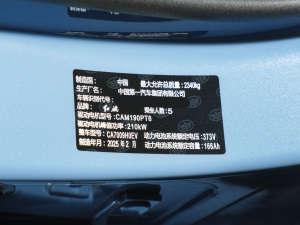 制造国：中国 最大允许总质量：2340kg
生产厂名：中国第一汽车集团有限公司
车辆识别代号：
品牌：红旗 乘坐人数：5
驱动电机型号：CAM190PT6
驱动电机峰值功率：210kW
整车型号：CA7009H0EV 动力电池系统额定电压：373V
制造年月：2025年2月 动力电池系统额定容量：166Ah